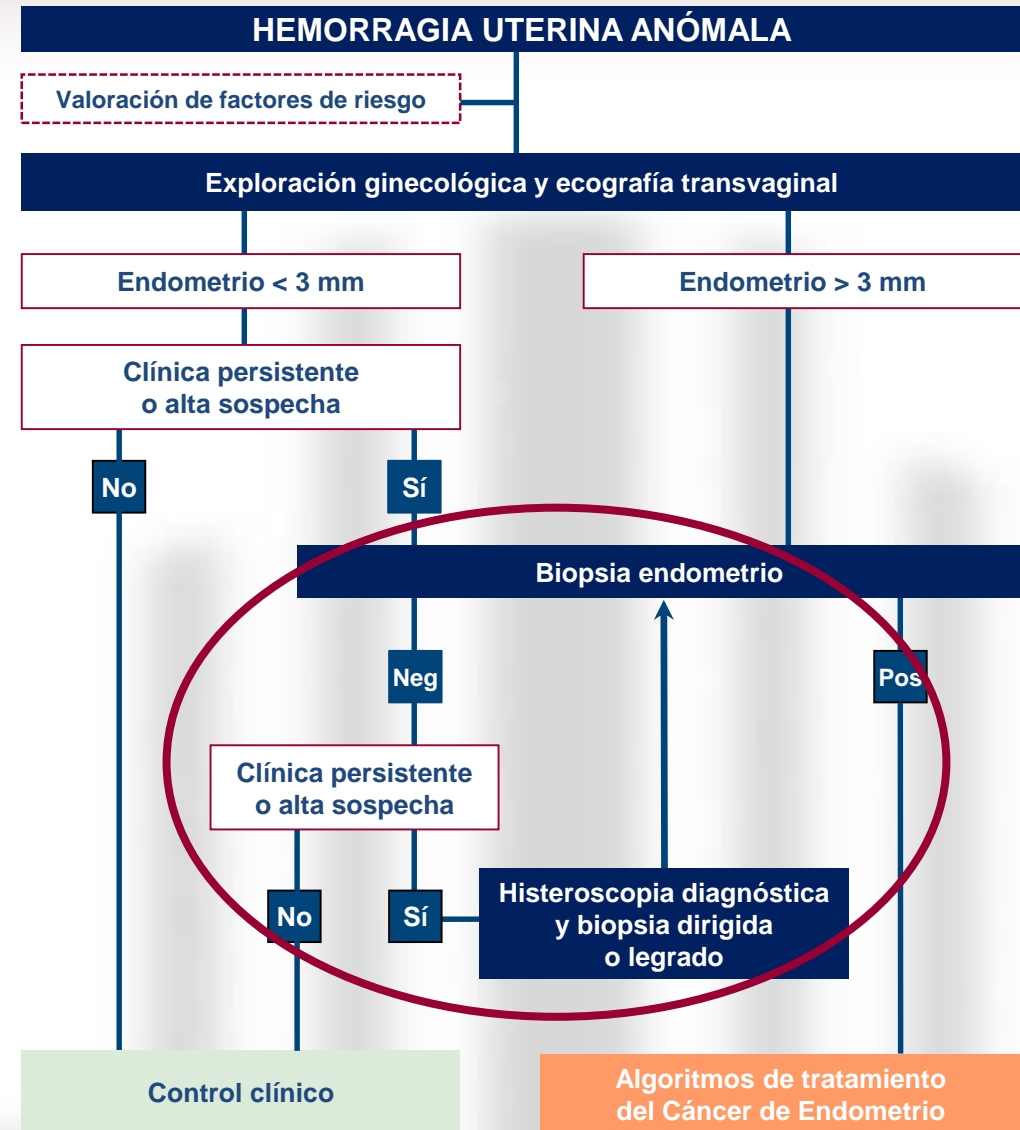 HEMORRAGIA UTERINA ANÓMALA
Valoración de factores de riesgo
Exploración ginecológica y ecografía transvaginal
Endometrio < 3 mm
Endometrio > 3 mm
Clínica persistente
o alta sospecha
No
Sí
Biopsia endometrio
Neg
Pos
Clínica persistente
o alta sospecha
No
Sí
Histeroscopia diagnóstica
y biopsia dirigida
o legrado
Control clínico
Algoritmos de tratamiento
del Cáncer de Endometrio